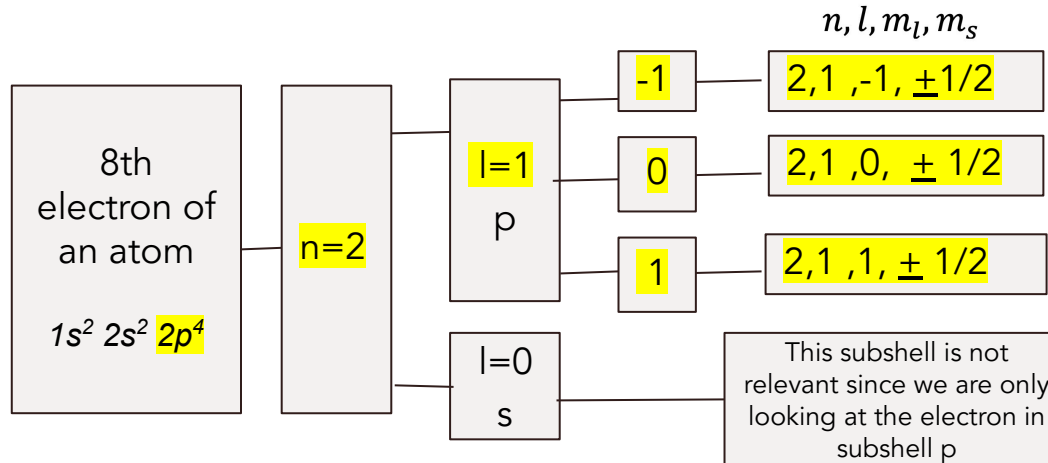 n, l, mₗ, mₛ
8th
electron of
an atom
1s² 2s² 2p⁴
n=2
l=1
p
-1
0
1
2,1 ,-1, ±1/2
2,1 ,0, ± 1/2
2,1 ,1, ± 1/2
l=0
s
This subshell is not
relevant since we are only
looking at the electron in
subshell p